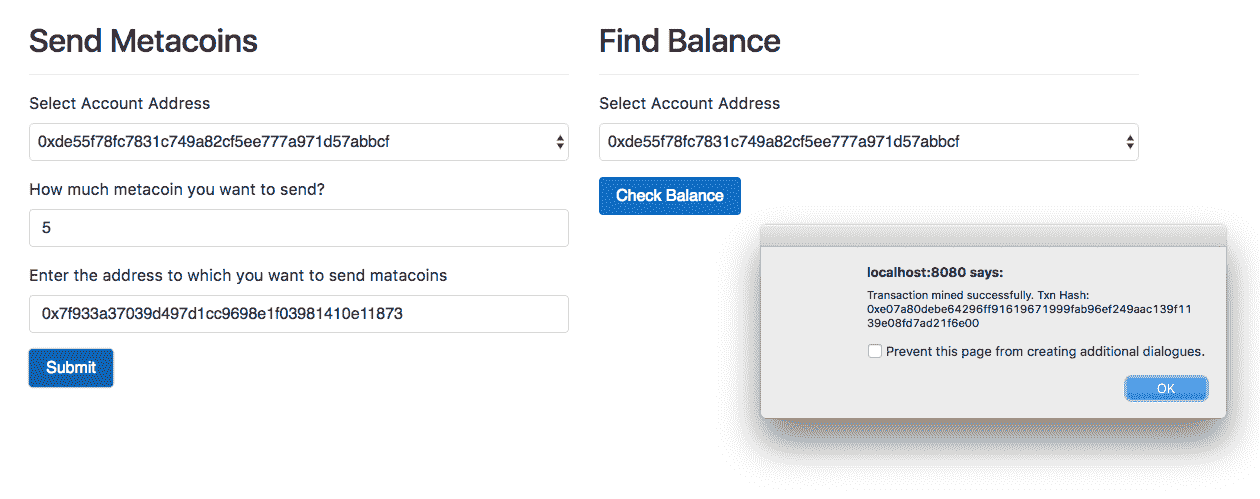 Send Metacoins
Select Account Address
0xde55f78fc7831c749a82cf5ee777a971d57abbcf
How much metacoin you want to send?
5
Enter the address to which you want to send matacoins
0x7f933a37039d497d1cc9698e1f03981410e11873
Submit
Find Balance
Select Account Address
0xde55f78fc7831c749a82cf5ee777a971d57abbcf
Check Balance
localhost:8080 says:
Transaction mined successfully. Txn Hash:
0xe07a80debe64296ff91619671999fab96ef249aac139f11
39e08fd7ad21f6e00
Prevent this page from creating additional dialogues.
OK